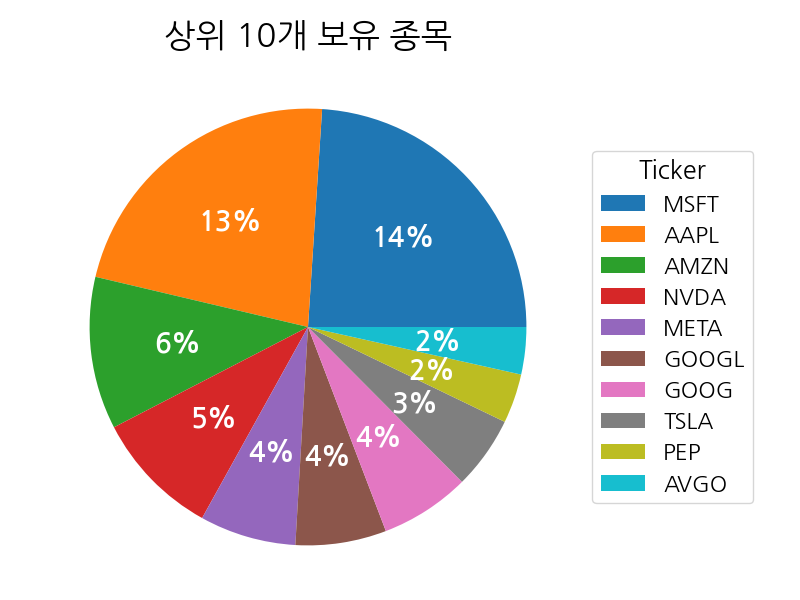 상위 10개 보유 종목
14%
13%
6%
5%
4%
4%
4%
3%
2%
2%
Ticker
MSFT
AAPL
AMZN
NVDA
META
GOOGL
GOOG
TSLA
PEP
AVGO